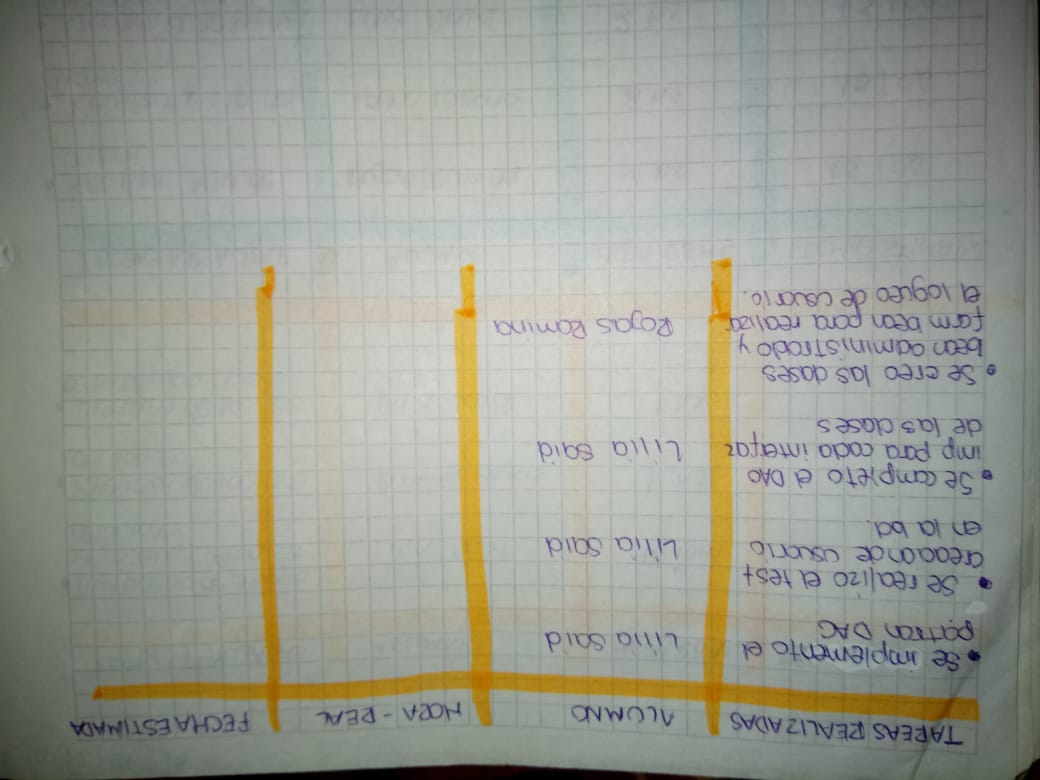 TAREAS REALIZADAS ALUMNO HORA - REAL FECHA ESTIMADA
• Se implemento el Lilia Said
patron DAO
• Se realizo el test
creacion de usuario Lilia Said
en la bd.
• Se completo el DAO
imp para cada interfaz Lilia Said
de las clases
• Se creo las clases
bean administrado y
form bean para realizar Rojas Romina
el logueo de usuario.